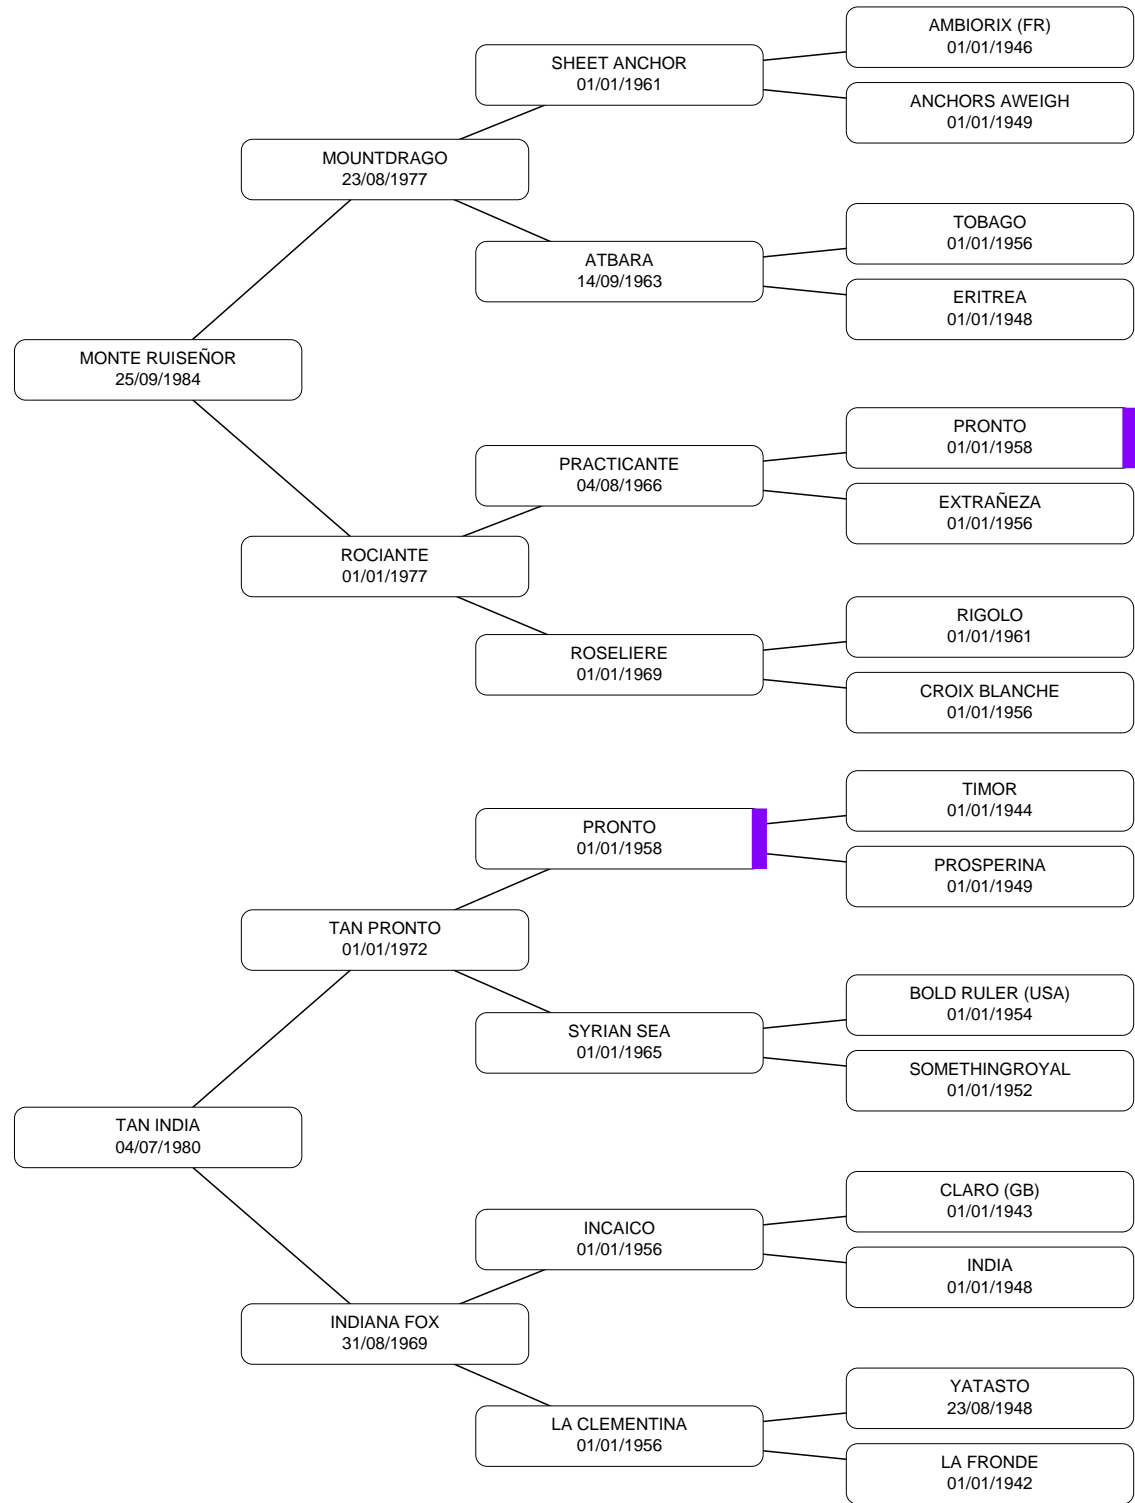 AMBIORIX (FR)
01/01/1946
SHEET ANCHOR
01/01/1961
ANCHORS AWEIGH
01/01/1949
MOUNTDRAGO
23/08/1977
TOBAGO
01/01/1956
ATBARA
14/09/1963
ERITREA
01/01/1948
MONTE RUISEÑOR
25/09/1984
PRONTO
01/01/1958
PRACTICANTE
04/08/1966
EXTRAÑEZA
01/01/1956
ROCIANTE
01/01/1977
RIGOLO
01/01/1961
ROSELIERE
01/01/1969
CROIX BLANCHE
01/01/1956
TIMOR
01/01/1944
PRONTO
01/01/1958
PROSPERINA
01/01/1949
TAN PRONTO
01/01/1972
BOLD RULER (USA)
01/01/1954
SYRIAN SEA
01/01/1965
SOMETHINGROYAL
01/01/1952
TAN INDIA
04/07/1980
CLARO (GB)
01/01/1943
INCAICO
01/01/1956
INDIA
01/01/1948
INDIANA FOX
31/08/1969
YATASTO
23/08/1948
LA CLEMENTINA
01/01/1956
LA FRONDE
01/01/1942